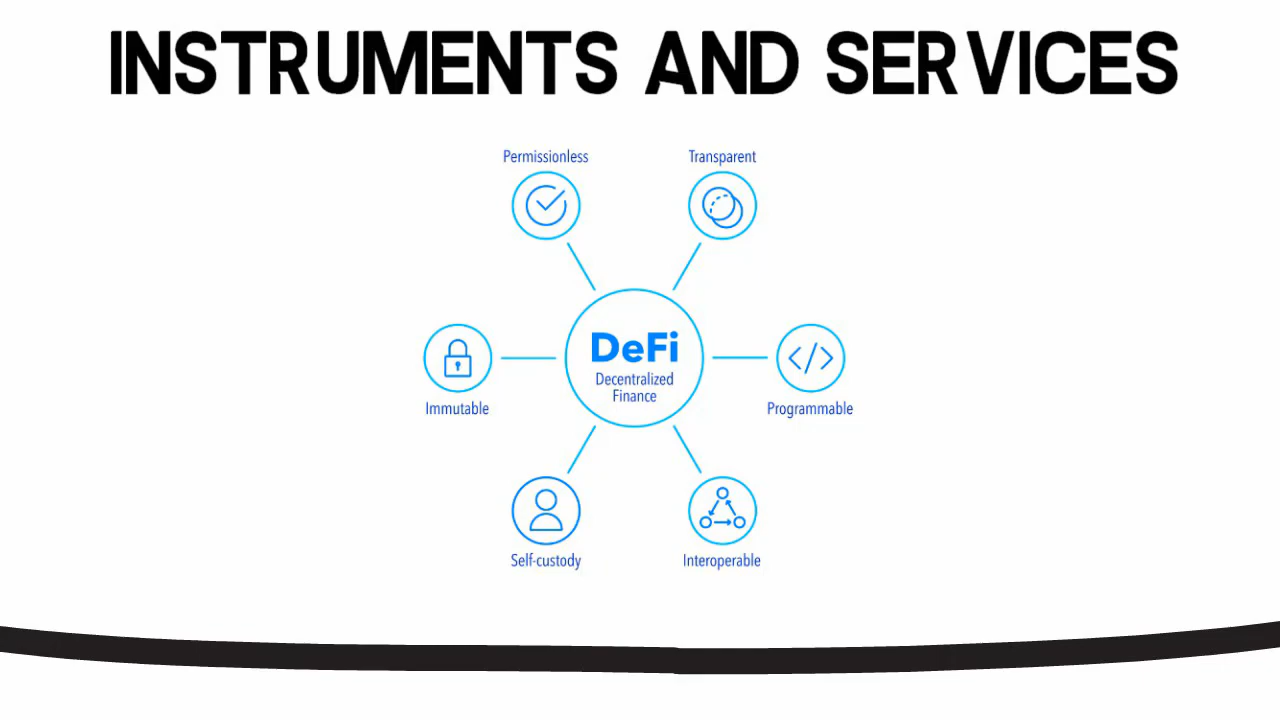 INSTRUMENTS AND SERVICES
Permissionless
Transparent
DeFi
Decentralized
Finance
Immutable
Programmable
Self-custody
Interoperable